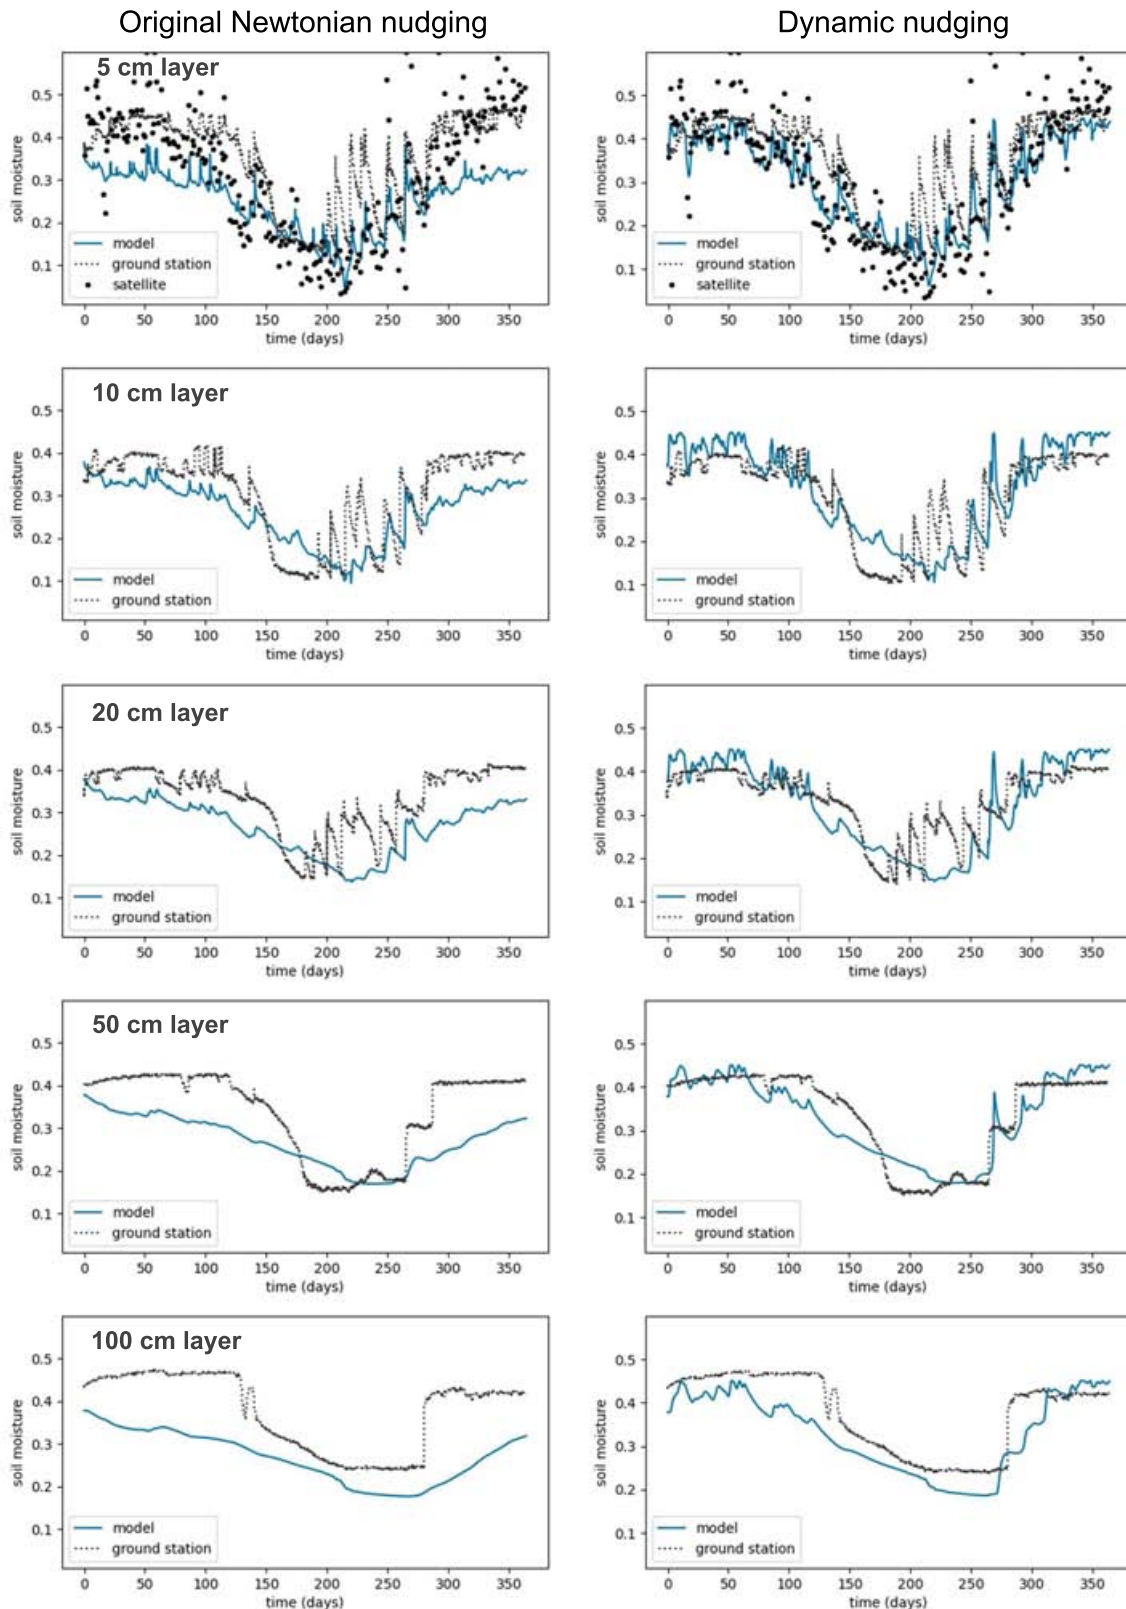 Original Newtonian nudging
Dynamic nudging
5 cm layer
soil moisture
0.5
0.4
0.3
0.2
0.1
model
ground station
satellite
0 50 100 150 200 250 300 350
time (days)
soil moisture
0.5
0.4
0.3
0.2
0.1
model
ground station
satellite
0 50 100 150 200 250 300 350
time (days)
10 cm layer
soil moisture
0.5
0.4
0.3
0.2
0.1
model
ground station
0 50 100 150 200 250 300 350
time (days)
soil moisture
0.5
0.4
0.3
0.2
0.1
model
ground station
0 50 100 150 200 250 300 350
time (days)
20 cm layer
soil moisture
0.5
0.4
0.3
0.2
0.1
model
ground station
0 50 100 150 200 250 300 350
time (days)
soil moisture
0.5
0.4
0.3
0.2
0.1
model
ground station
0 50 100 150 200 250 300 350
time (days)
50 cm layer
soil moisture
0.5
0.4
0.3
0.2
0.1
model
ground station
0 50 100 150 200 250 300 350
time (days)
soil moisture
0.5
0.4
0.3
0.2
0.1
model
ground station
0 50 100 150 200 250 300 350
time (days)
100 cm layer
soil moisture
0.5
0.4
0.3
0.2
0.1
model
ground station
0 50 100 150 200 250 300 350
time (days)
soil moisture
0.5
0.4
0.3
0.2
0.1
model
ground station
0 50 100 150 200 250 300 350
time (days)